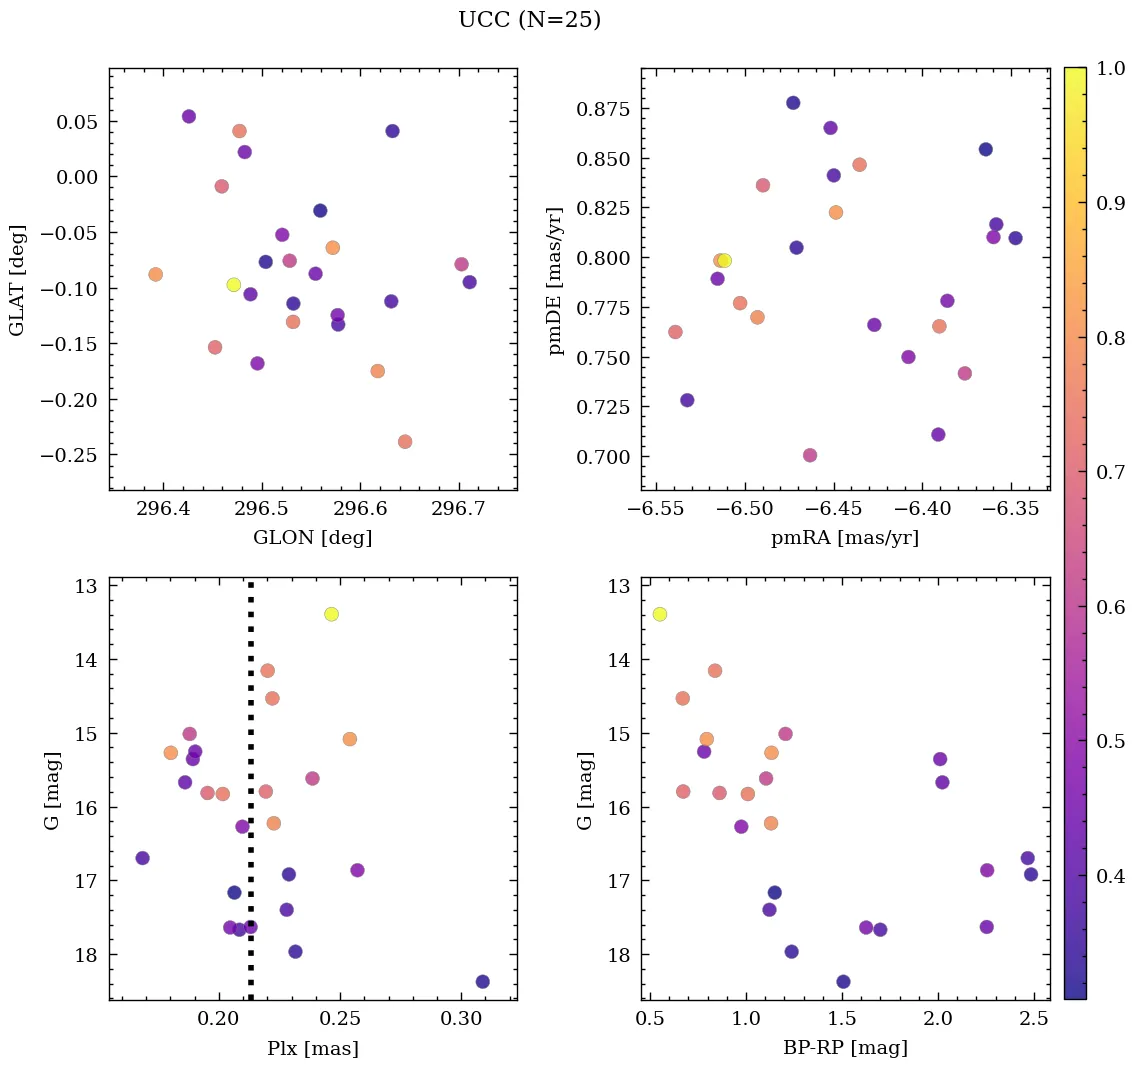 UCC (N=25)
0.05
0.00
−0.05
−0.10
−0.15
−0.20
−0.25
GLAT [deg]
296.4 296.5 296.6 296.7
GLON [deg]
0.875
0.850
0.825
0.800
0.775
0.750
0.725
0.700
pmDE [mas/yr]
−6.55 −6.50 −6.45 −6.40 −6.35
pmRA [mas/yr]
13
14
15
16
17
18
G [mag]
0.20 0.25 0.30
Plx [mas]
13
14
15
16
17
18
G [mag]
0.5 1.0 1.5 2.0 2.5
BP-RP [mag]
1.0
0.9
0.8
0.7
0.6
0.5
0.4